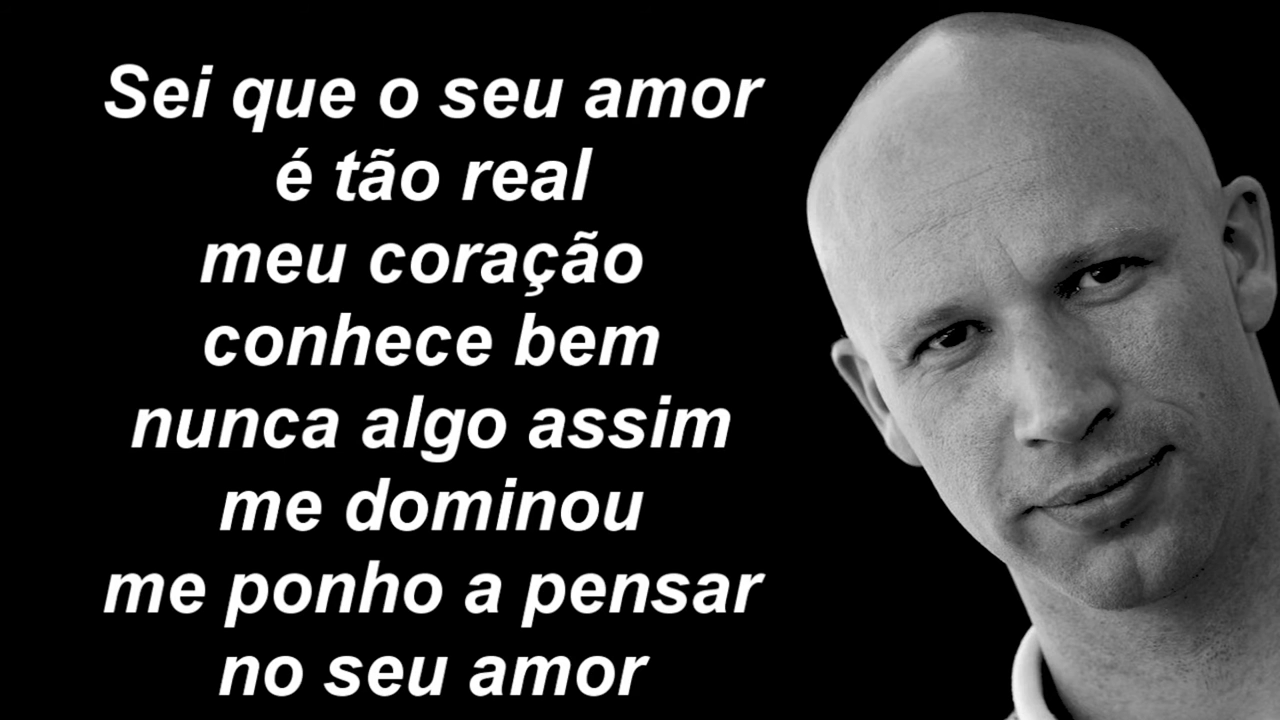 Sei que o seu amor
é tão real
meu coração
conhece bem
nunca algo assim
me dominou
me ponho a pensar
no seu amor